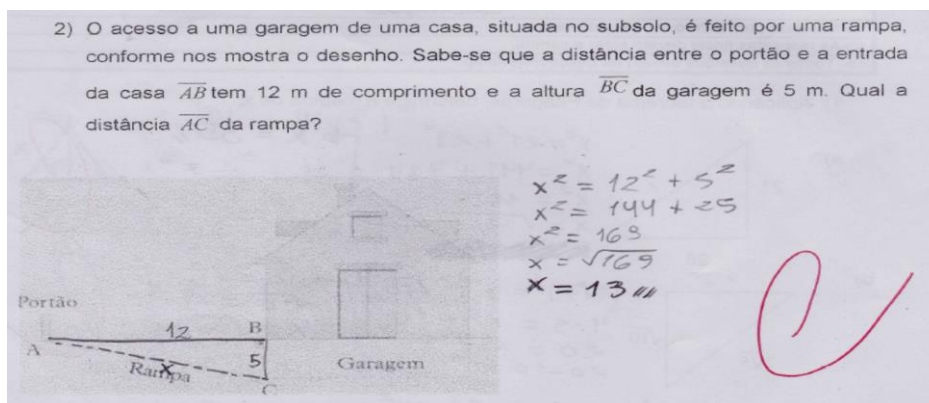 2) O acesso a uma garagem de uma casa, situada no subsolo, é feito por uma rampa,
conforme nos mostra o desenho. Sabe-se que a distância entre o portão e a entrada
da casa AB tem 12 m de comprimento e a altura BC da garagem é 5 m. Qual a
distância AC da rampa?
x² = 12² + 5²
x² = 144 + 25
x² = 169
x = √169
x = 13
Portão
12
B
A
5
Rampa
x
Garagem
C